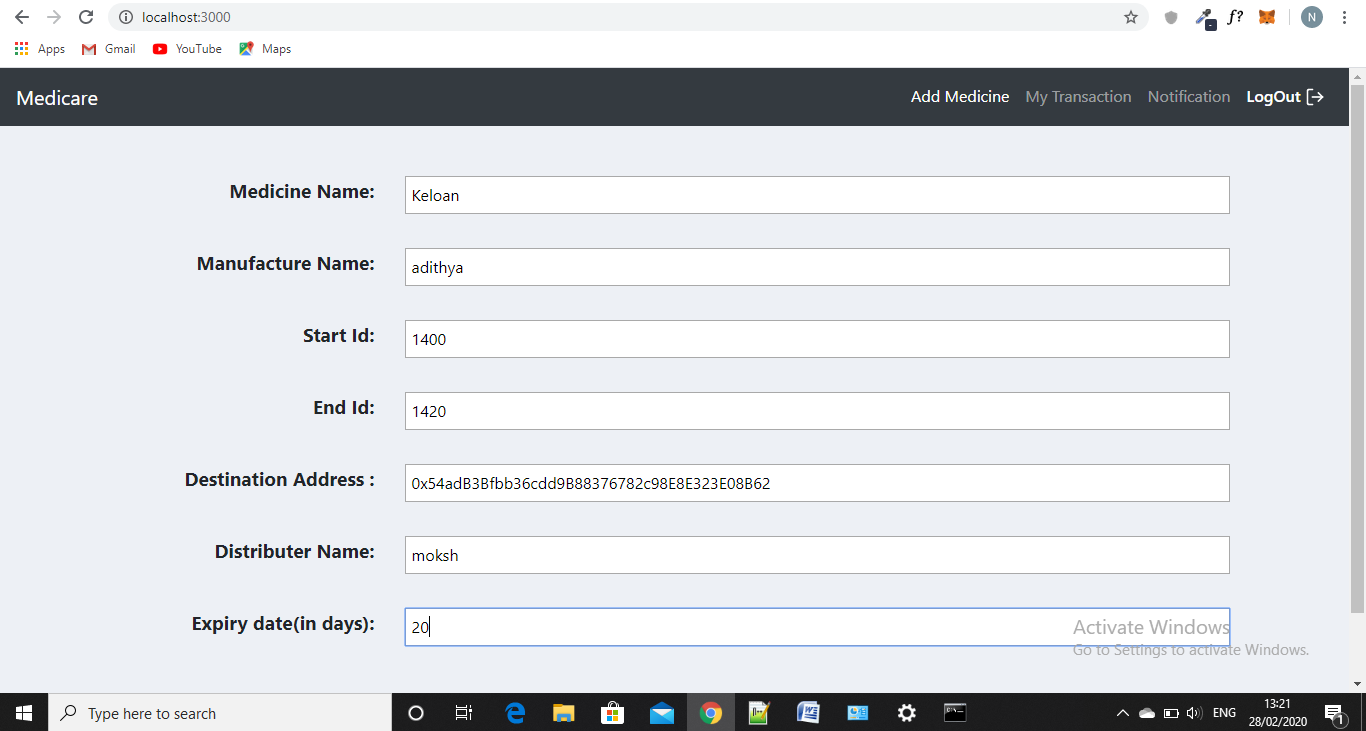 localhost:3000
f?
N
Apps Gmail YouTube Maps
Medicare Add Medicine My Transaction Notification LogOut
Medicine Name: Keloan
Manufacture Name: adithya
Start Id: 1400
End Id: 1420
Destination Address : 0x54adB3Bfbb36cdd9B88376782c98E8E323E08B62
Distributer Name: moksh
Expiry date(in days): 20
Activate Windows
Go to Settings to activate Windows.
Type here to search
ENG
13:21
28/02/2020
1